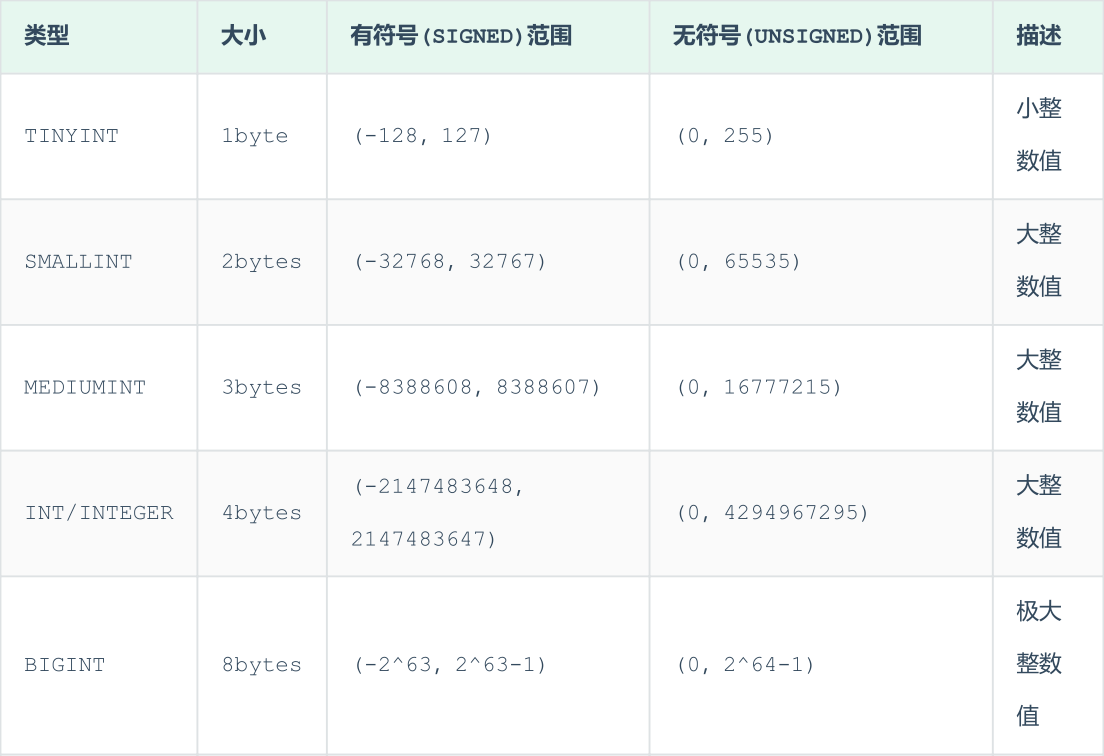 类型 大小 有符号(SIGNED)范围 无符号(UNSIGNED)范围 描述
TINYINT 1byte (-128, 127) (0, 255) 小整
数值
SMALLINT 2bytes (-32768, 32767) (0, 65535) 大整
数值
MEDIUMINT 3bytes (-8388608, 8388607) (0, 16777215) 大整
数值
INT/INTEGER 4bytes (-2147483648,
2147483647) (0, 4294967295) 大整
数值
BIGINT 8bytes (-2^63, 2^63-1) (0, 2^64-1) 极大
整数
值